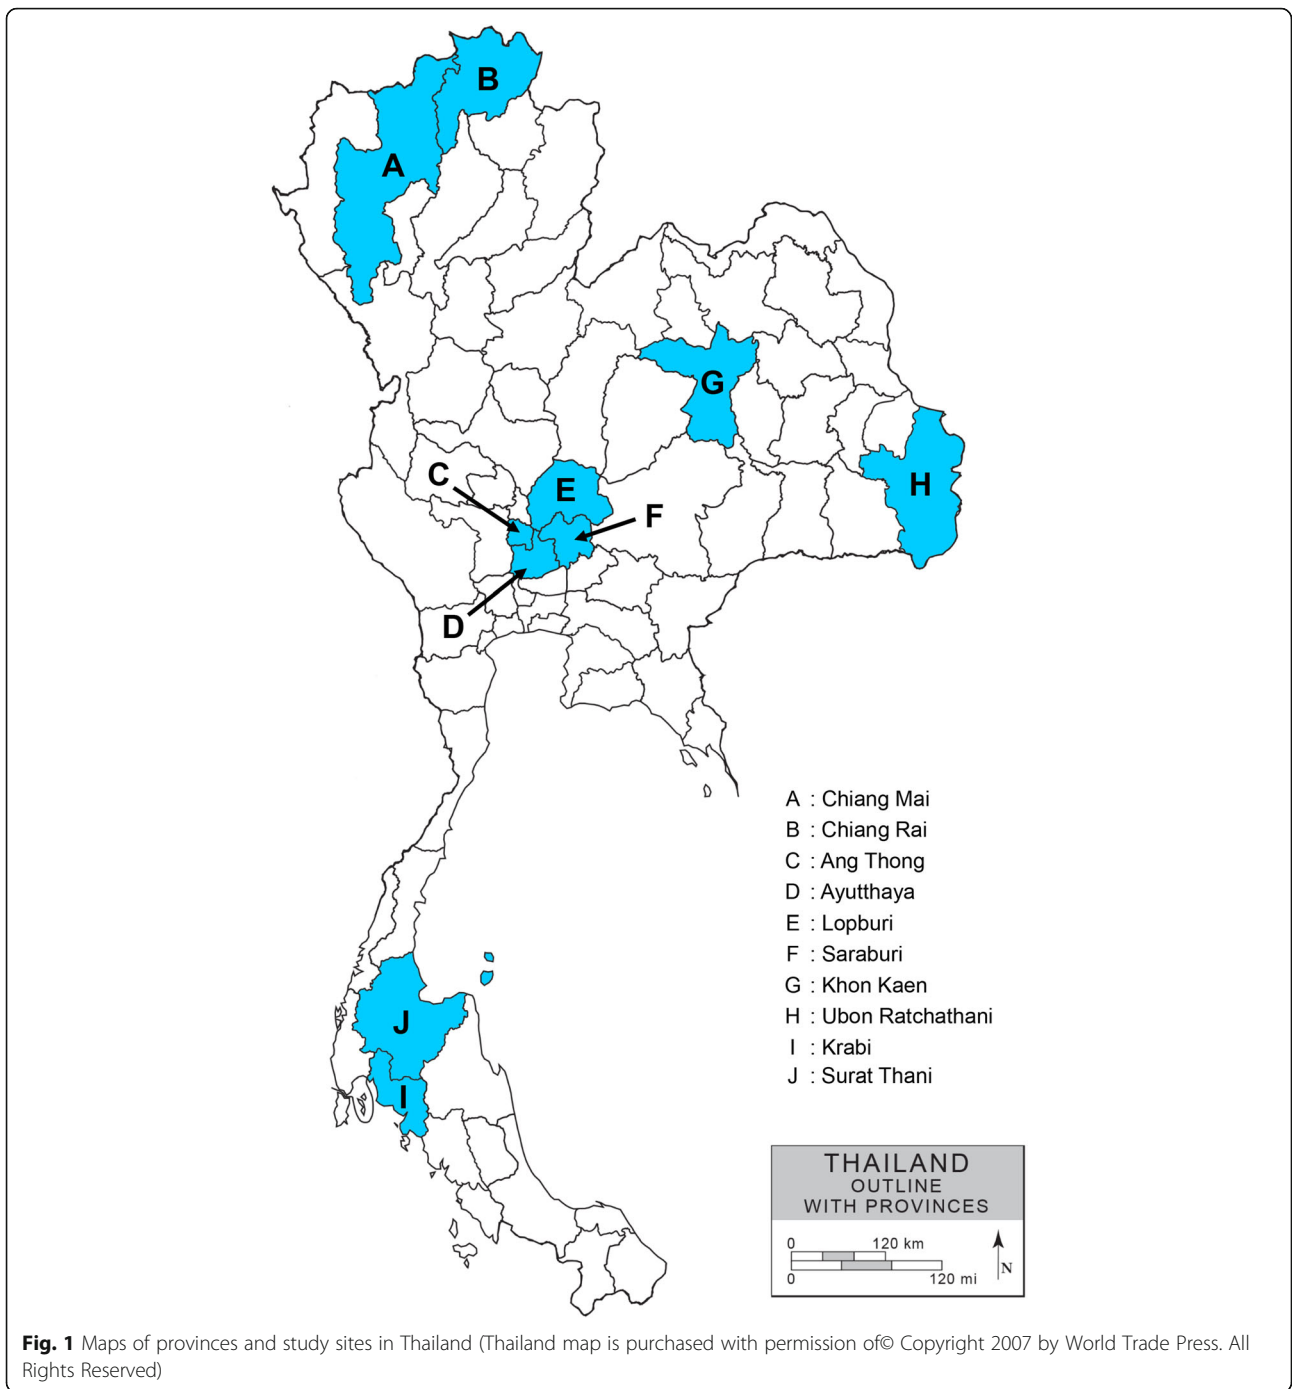 B
A
G
C
E
H
F
D
A : Chiang Mai
B : Chiang Rai
C : Ang Thong
D : Ayutthaya
E : Lopburi
F : Saraburi
G : Khon Kaen
H : Ubon Ratchathani
I : Krabi
J : Surat Thani
J
I
THAILAND
OUTLINE
WITH PROVINCES
0 120 km
N
0 120 mi
Fig. 1 Maps of provinces and study sites in Thailand (Thailand map is purchased with permission of© Copyright 2007 by World Trade Press. All
Rights Reserved)